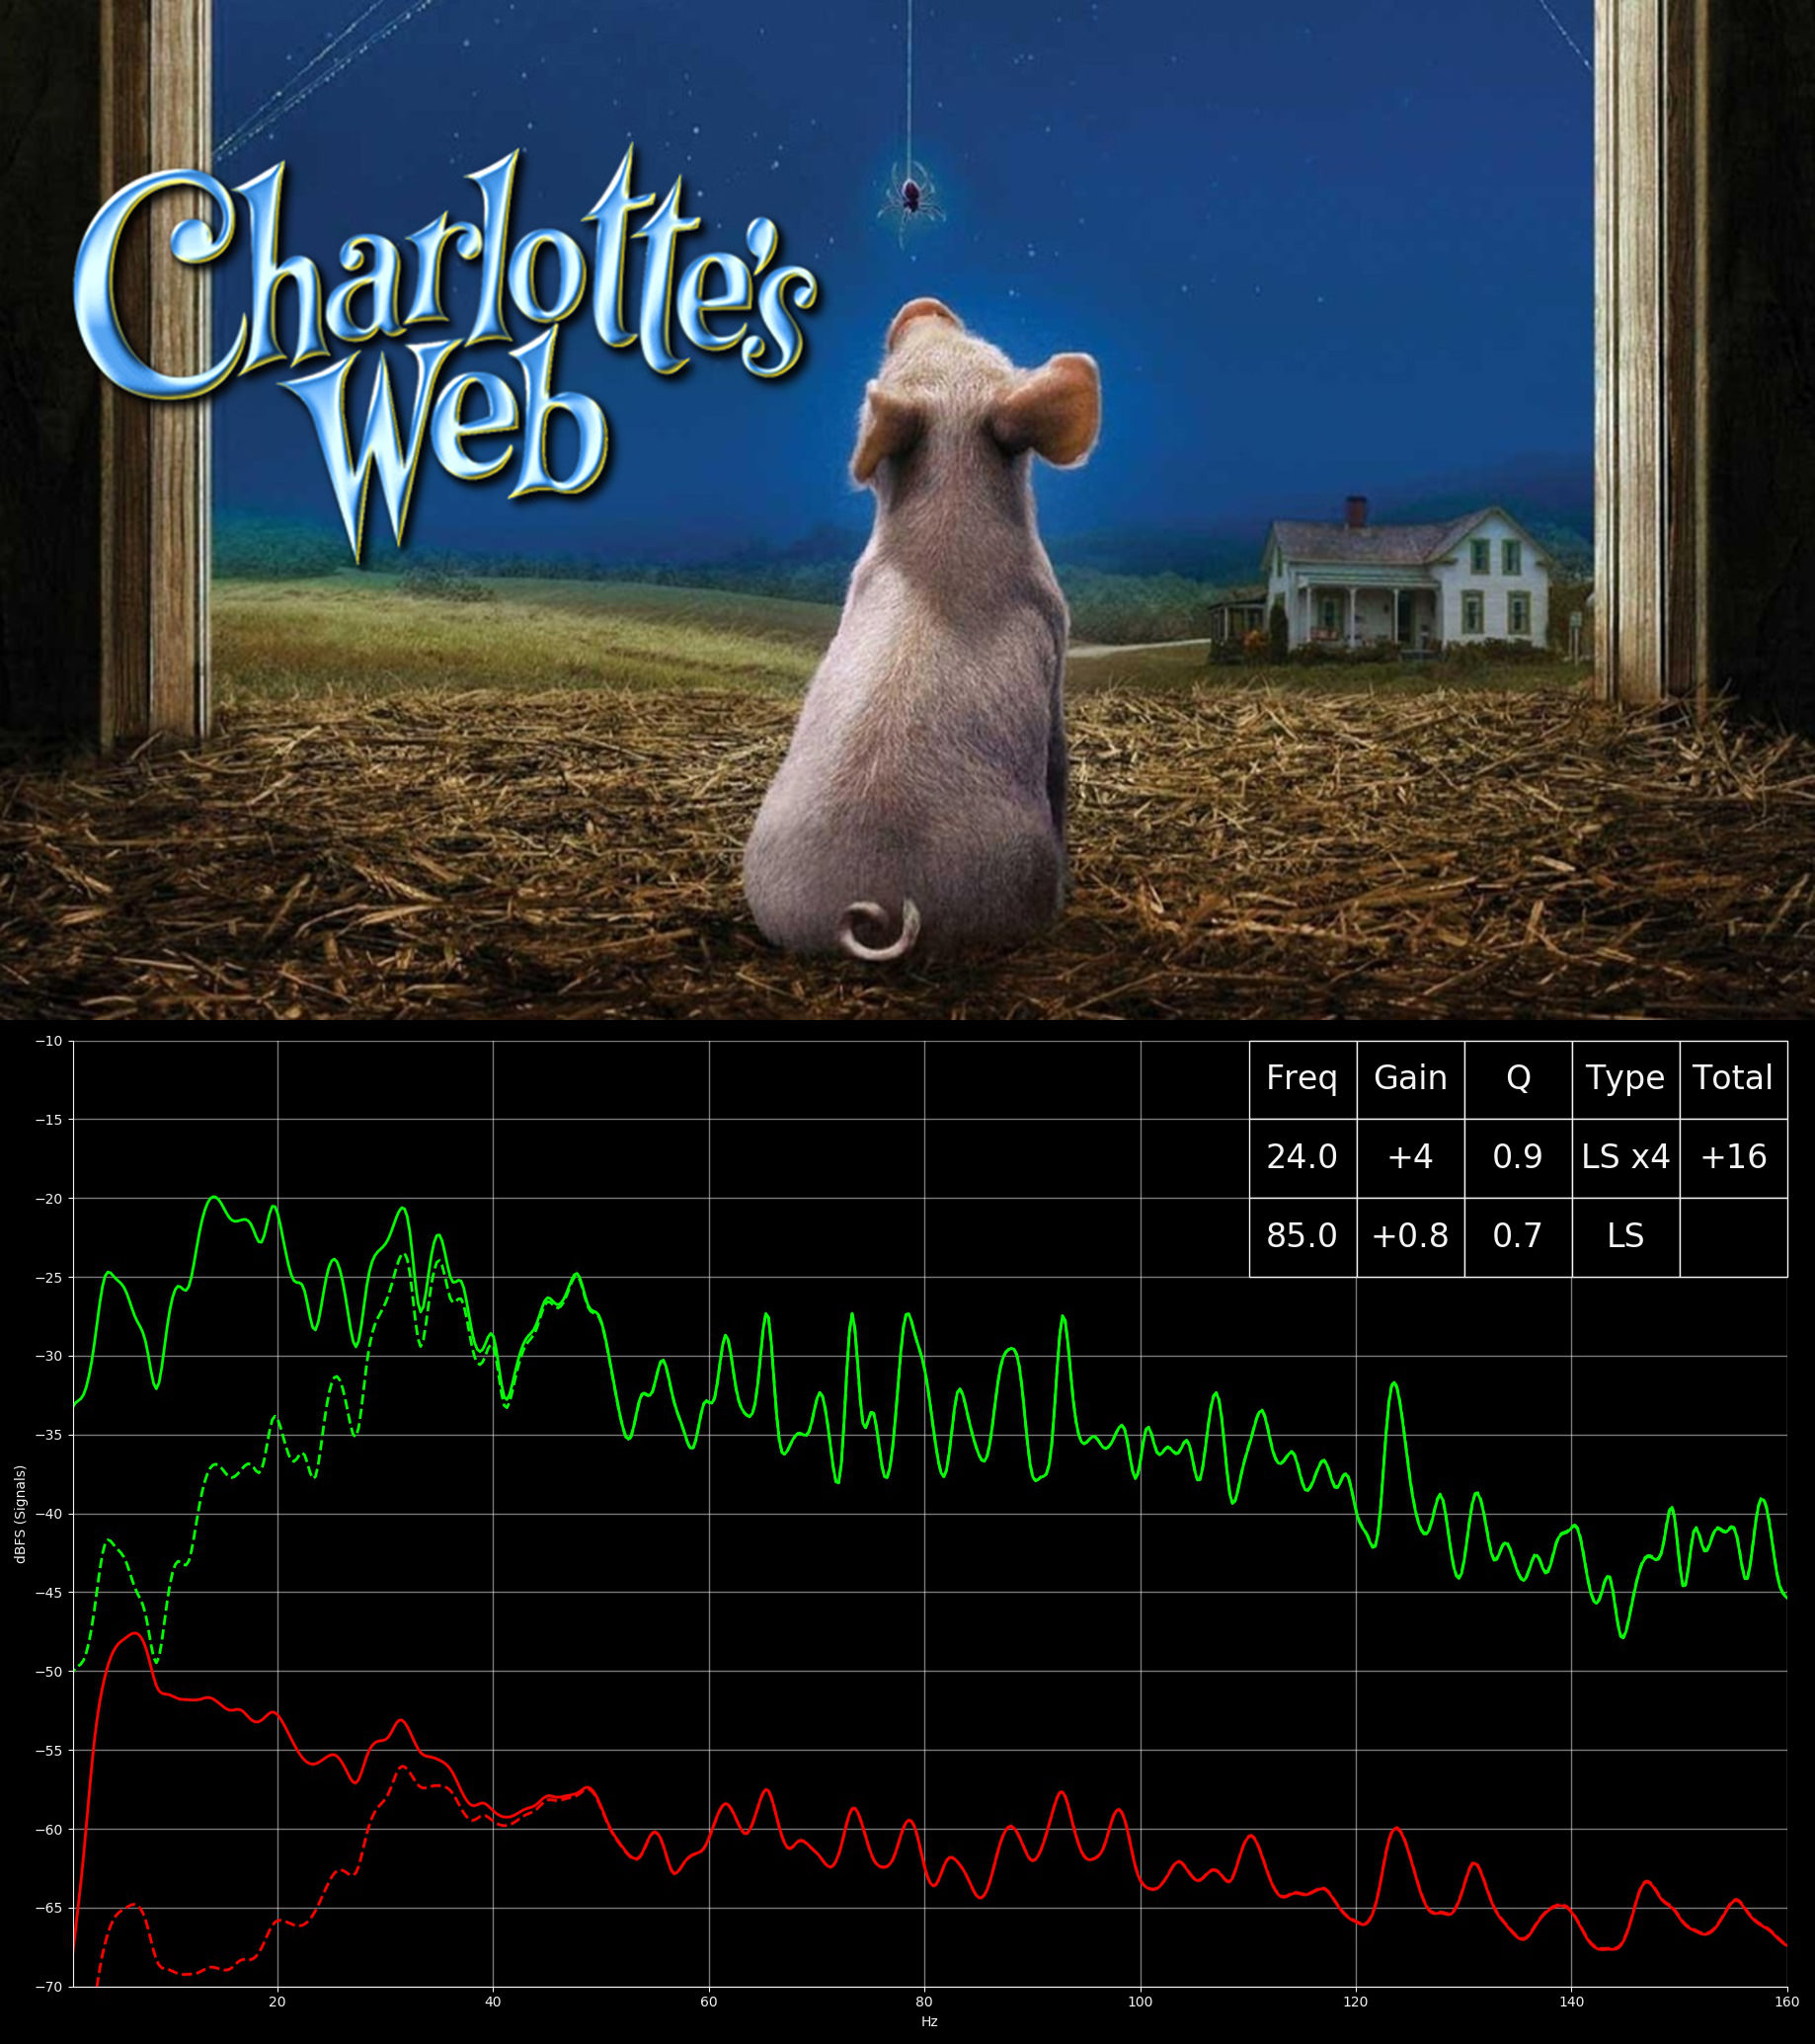 Charlotte's
Web
Freq Gain Q Type Total
24.0 +4 0.9 LS x4 +16
85.0 +0.8 0.7 LS
−10
−15
−20
−25
−30
−35
−40
−45
−50
−55
−60
−65
−70
dBFS (Signals)
20 40 60 80 100 120 140 160
Hz